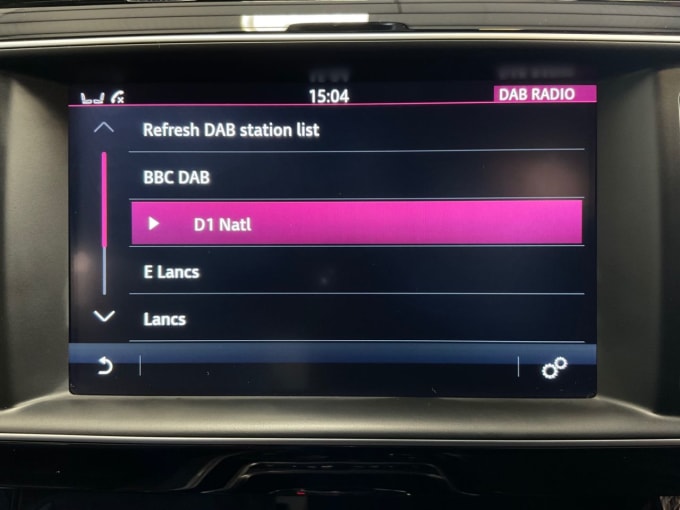 15:04
DAB RADIO
Refresh DAB station list
BBC DAB
D1 Natl
E Lancs
Lancs